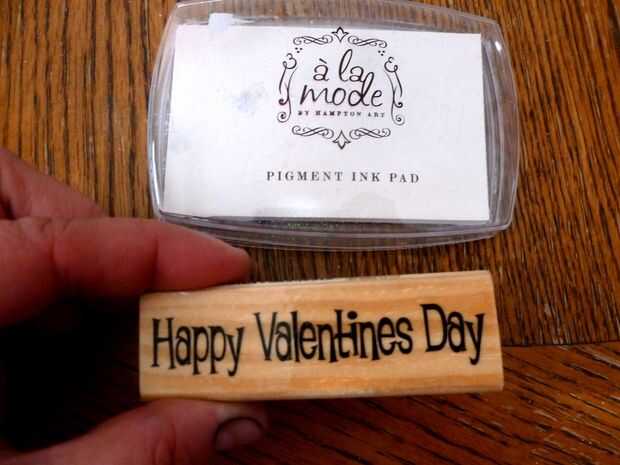 à la
mode
BY HAMPTON ART
PIGMENT INK PAD
Happy Valentines Day